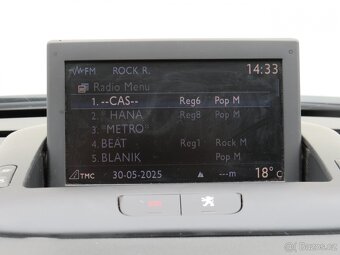 FM ROCK R. 14:33
Radio Menu
1. --CAS-- Reg6 Pop M
2. " HANA Reg8 Pop M
3. "METRO"
4. BEAT Reg1 Rock M
5. BLANIK Pop M
TMC 30-05-2025 ---m 18°C